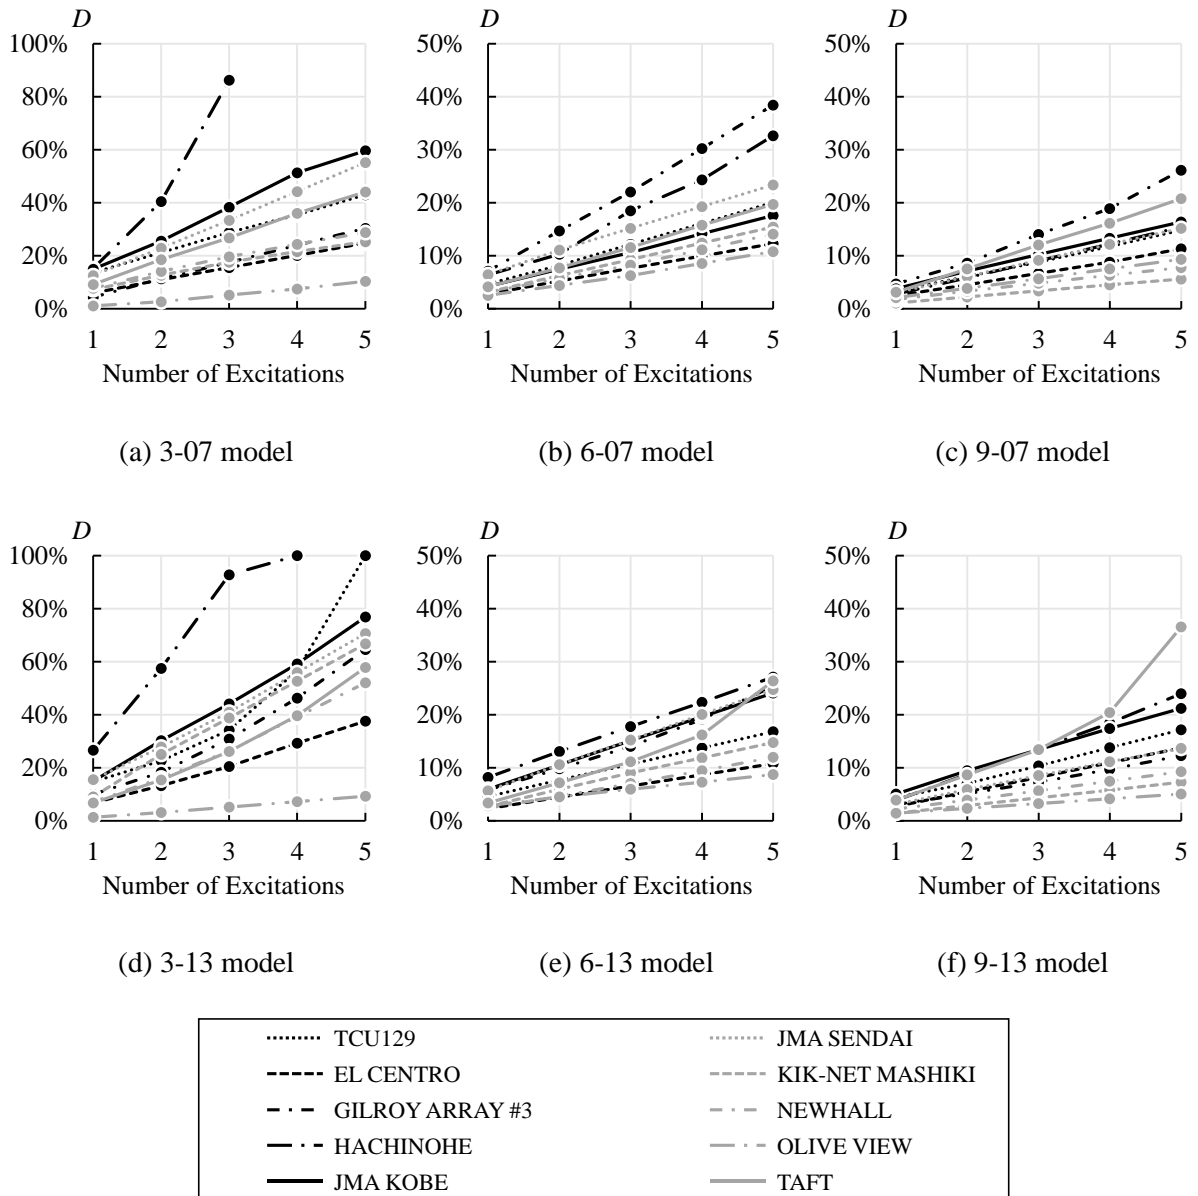 D D D
100% 50% 50%
80% 40% 40%
60% 30% 30%
40% 20% 20%
20% 10% 10%
0% 0% 0%
1 2 3 4 5 1 2 3 4 5 1 2 3 4 5
Number of Excitations Number of Excitations Number of Excitations
(a) 3-07 model (b) 6-07 model (c) 9-07 model
D D D
100% 50% 50%
80% 40% 40%
60% 30% 30%
40% 20% 20%
20% 10% 10%
0% 0% 0%
1 2 3 4 5 1 2 3 4 5 1 2 3 4 5
Number of Excitations Number of Excitations Number of Excitations
(d) 3-13 model (e) 6-13 model (f) 9-13 model
TCU129 JMA SENDAI
EL CENTRO KIK-NET MASHIKI
GILROY ARRAY #3 NEWHALL
HACHINOHE OLIVE VIEW
JMA KOBE TAFT